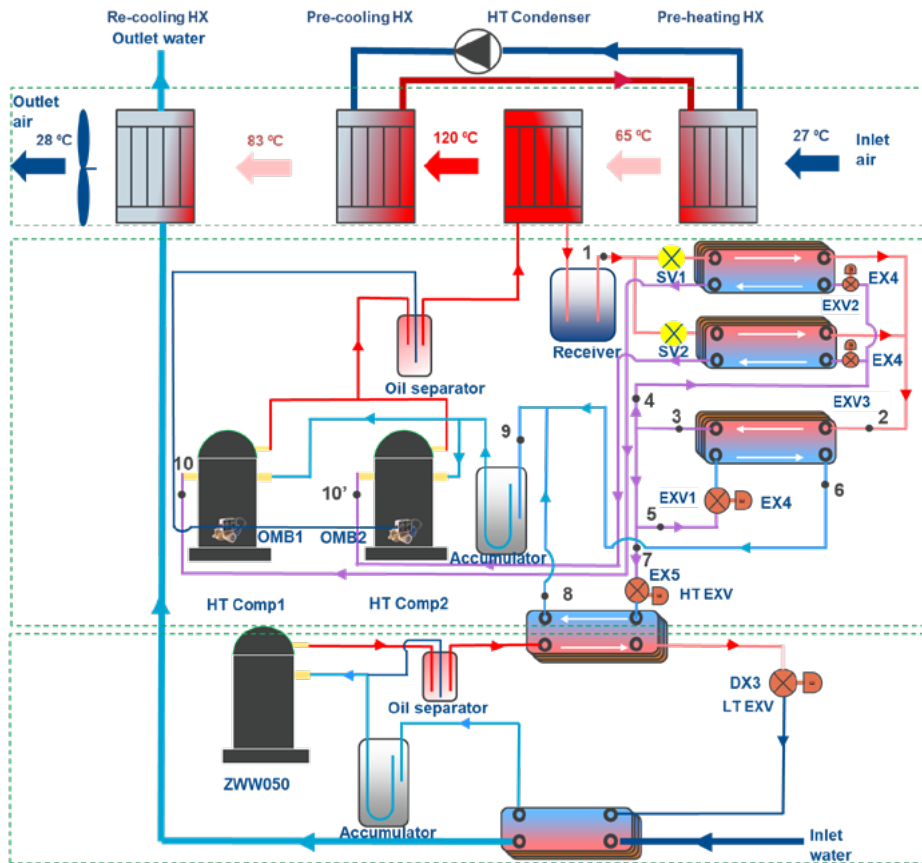 Re-cooling HX
Pre-cooling HX
HT Condenser
Pre-heating HX
Outlet water
Outlet
air
28 ºC
83 ºC
120 ºC
65 ºC
27 ºC
Inlet
air
1
SV1
EX4
EXV2
Receiver
SV2
EX4
Oil separator
4
EXV3
9
3
2
10
10’
EXV1
EX4
6
5
OMB1
OMB2
Accumulator
7
EX5
HT EXV
8
HT Comp1
HT Comp2
DX3
LT EXV
Oil separator
ZWW050
Accumulator
Inlet
water